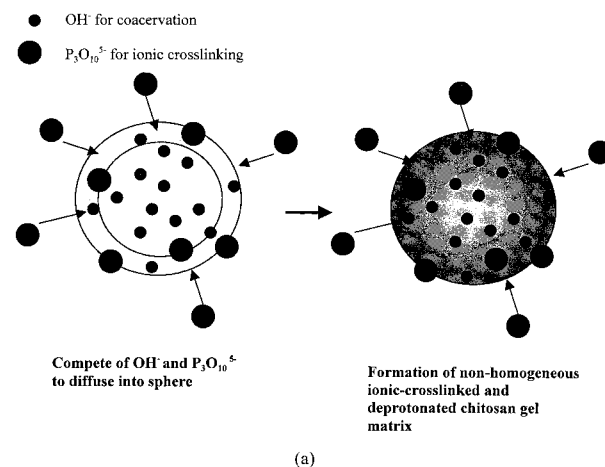 OH⁻ for coacervation
P₃O₁₀⁵⁻ for ionic crosslinking
Compete of OH⁻ and P₃O₁₀⁵⁻
to diffuse into sphere
Formation of non-homogeneous
ionic-crosslinked and
deprotonated chitosan gel
matrix
(a)